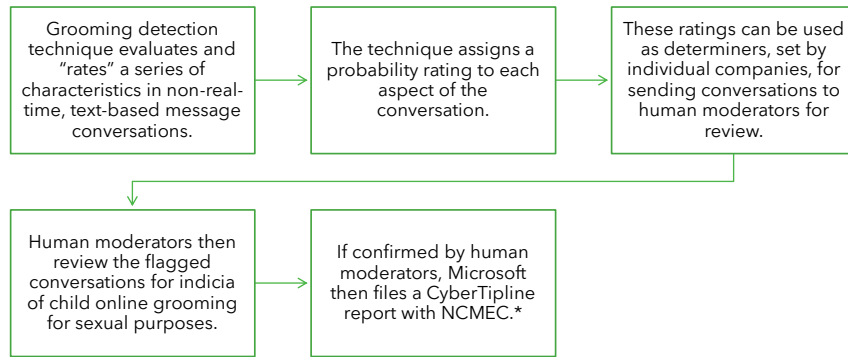 Grooming detection
technique evaluates and
“rates” a series of
characteristics in non-real-
time, text-based message
conversations.
The technique assigns a
probability rating to each
aspect of the
conversation.
These ratings can be used
as determiners, set by
individual companies, for
sending conversations to
human moderators for
review.
Human moderators then
review the flagged
conversations for indicia
of child online grooming
for sexual purposes.
If confirmed by human
moderators, Microsoft
then files a CyberTipline
report with NCMEC.*